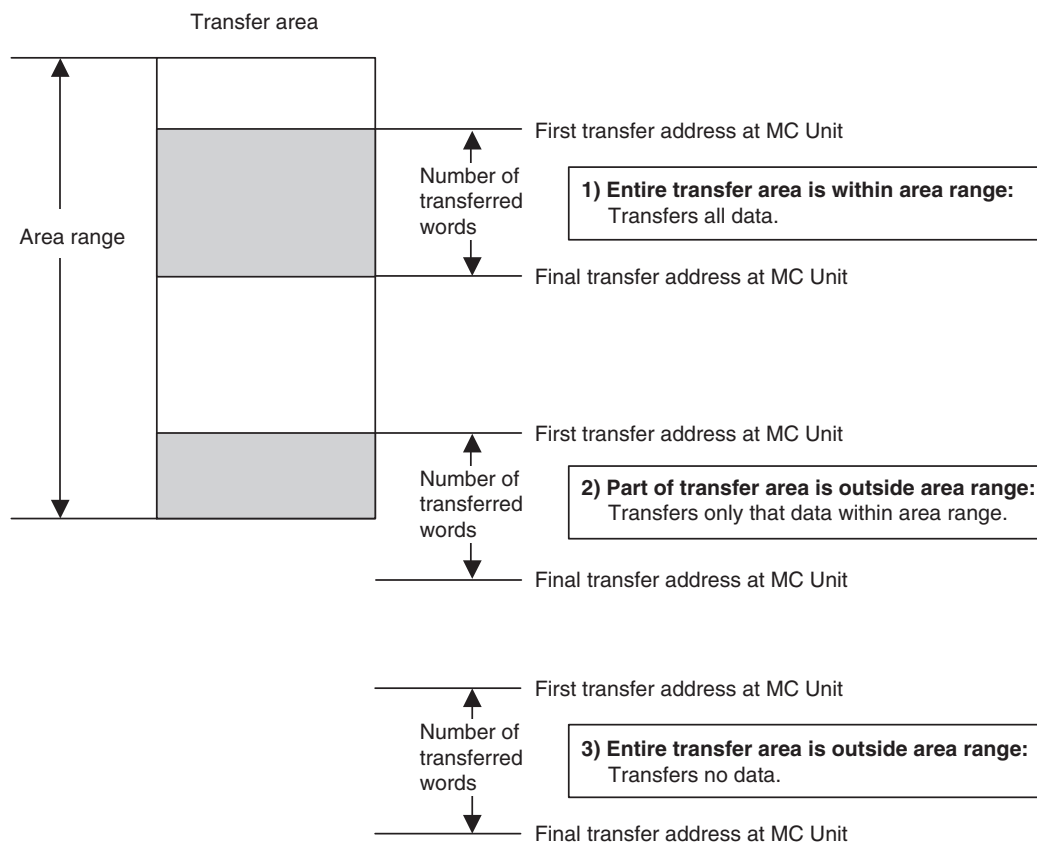 Transfer area
Area range
First transfer address at MC Unit
Number of
transferred
words
1) Entire transfer area is within area range:
Transfers all data.
Final transfer address at MC Unit
First transfer address at MC Unit
Number of
transferred
words
2) Part of transfer area is outside area range:
Transfers only that data within area range.
Final transfer address at MC Unit
First transfer address at MC Unit
Number of
transferred
words
3) Entire transfer area is outside area range:
Transfers no data.
Final transfer address at MC Unit